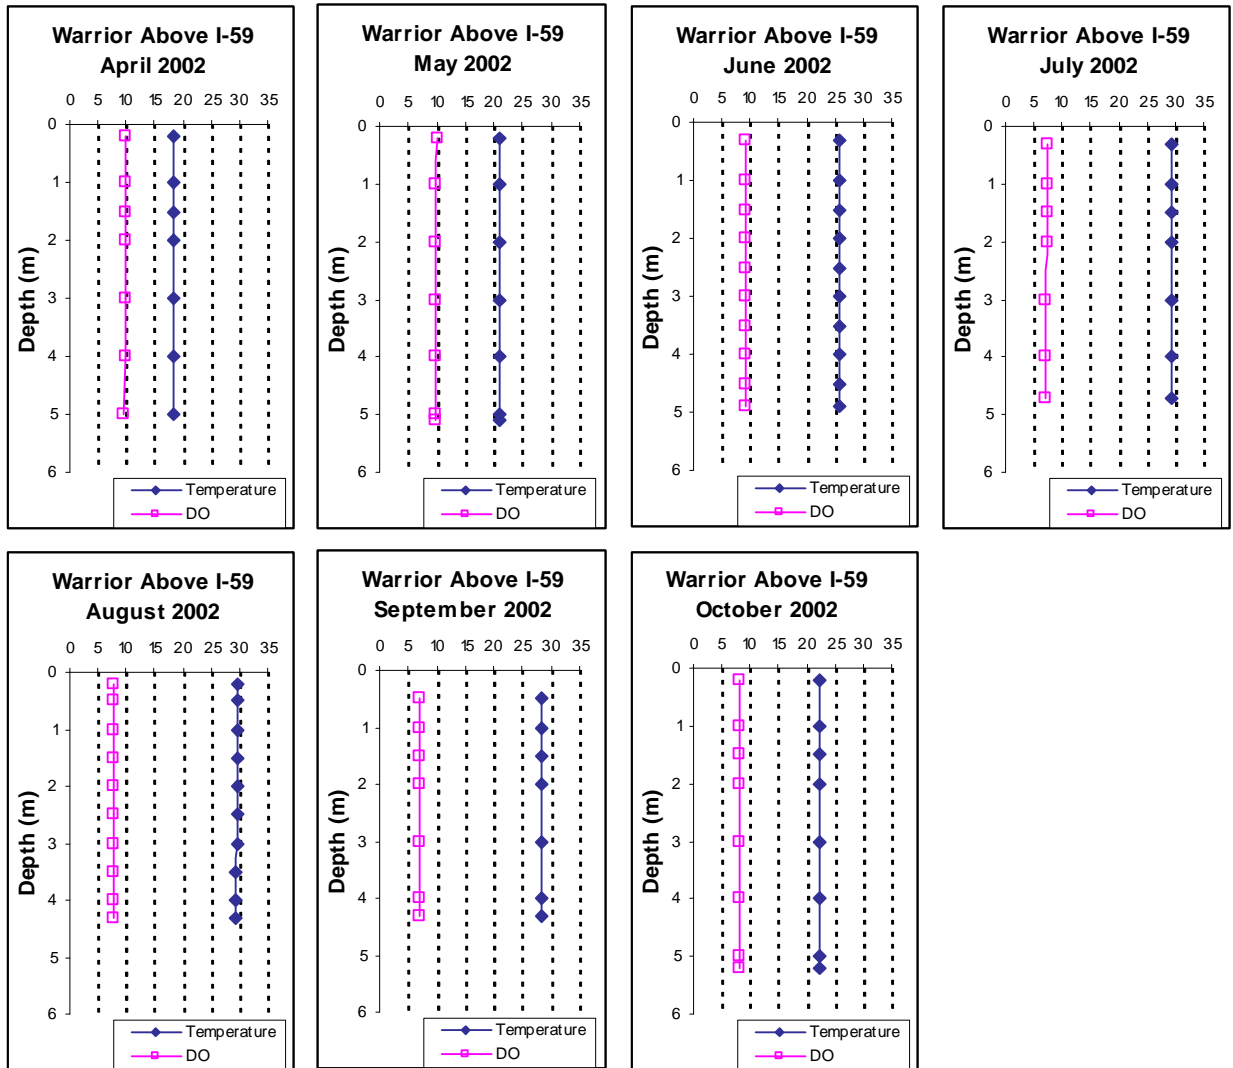 Warrior Above I-59
April 2002
0 5 10 15 20 25 30 35
0
1
2
3
4
5
6
Depth (m)
Temperature
DO
Warrior Above I-59
May 2002
0 5 10 15 20 25 30 35
0
1
2
3
4
5
6
Depth (m)
Temperature
DO
Warrior Above I-59
June 2002
0 5 10 15 20 25 30 35
0
1
2
3
4
5
6
Depth (m)
Temperature
DO
Warrior Above I-59
July 2002
0 5 10 15 20 25 30 35
0
1
2
3
4
5
6
Depth (m)
Temperature
DO
Warrior Above I-59
August 2002
0 5 10 15 20 25 30 35
0
1
2
3
4
5
6
Depth (m)
Temperature
DO
Warrior Above I-59
September 2002
0 5 10 15 20 25 30 35
0
1
2
3
4
5
6
Depth (m)
Temperature
DO
Warrior Above I-59
October 2002
0 5 10 15 20 25 30 35
0
1
2
3
4
5
6
Depth (m)
Temperature
DO